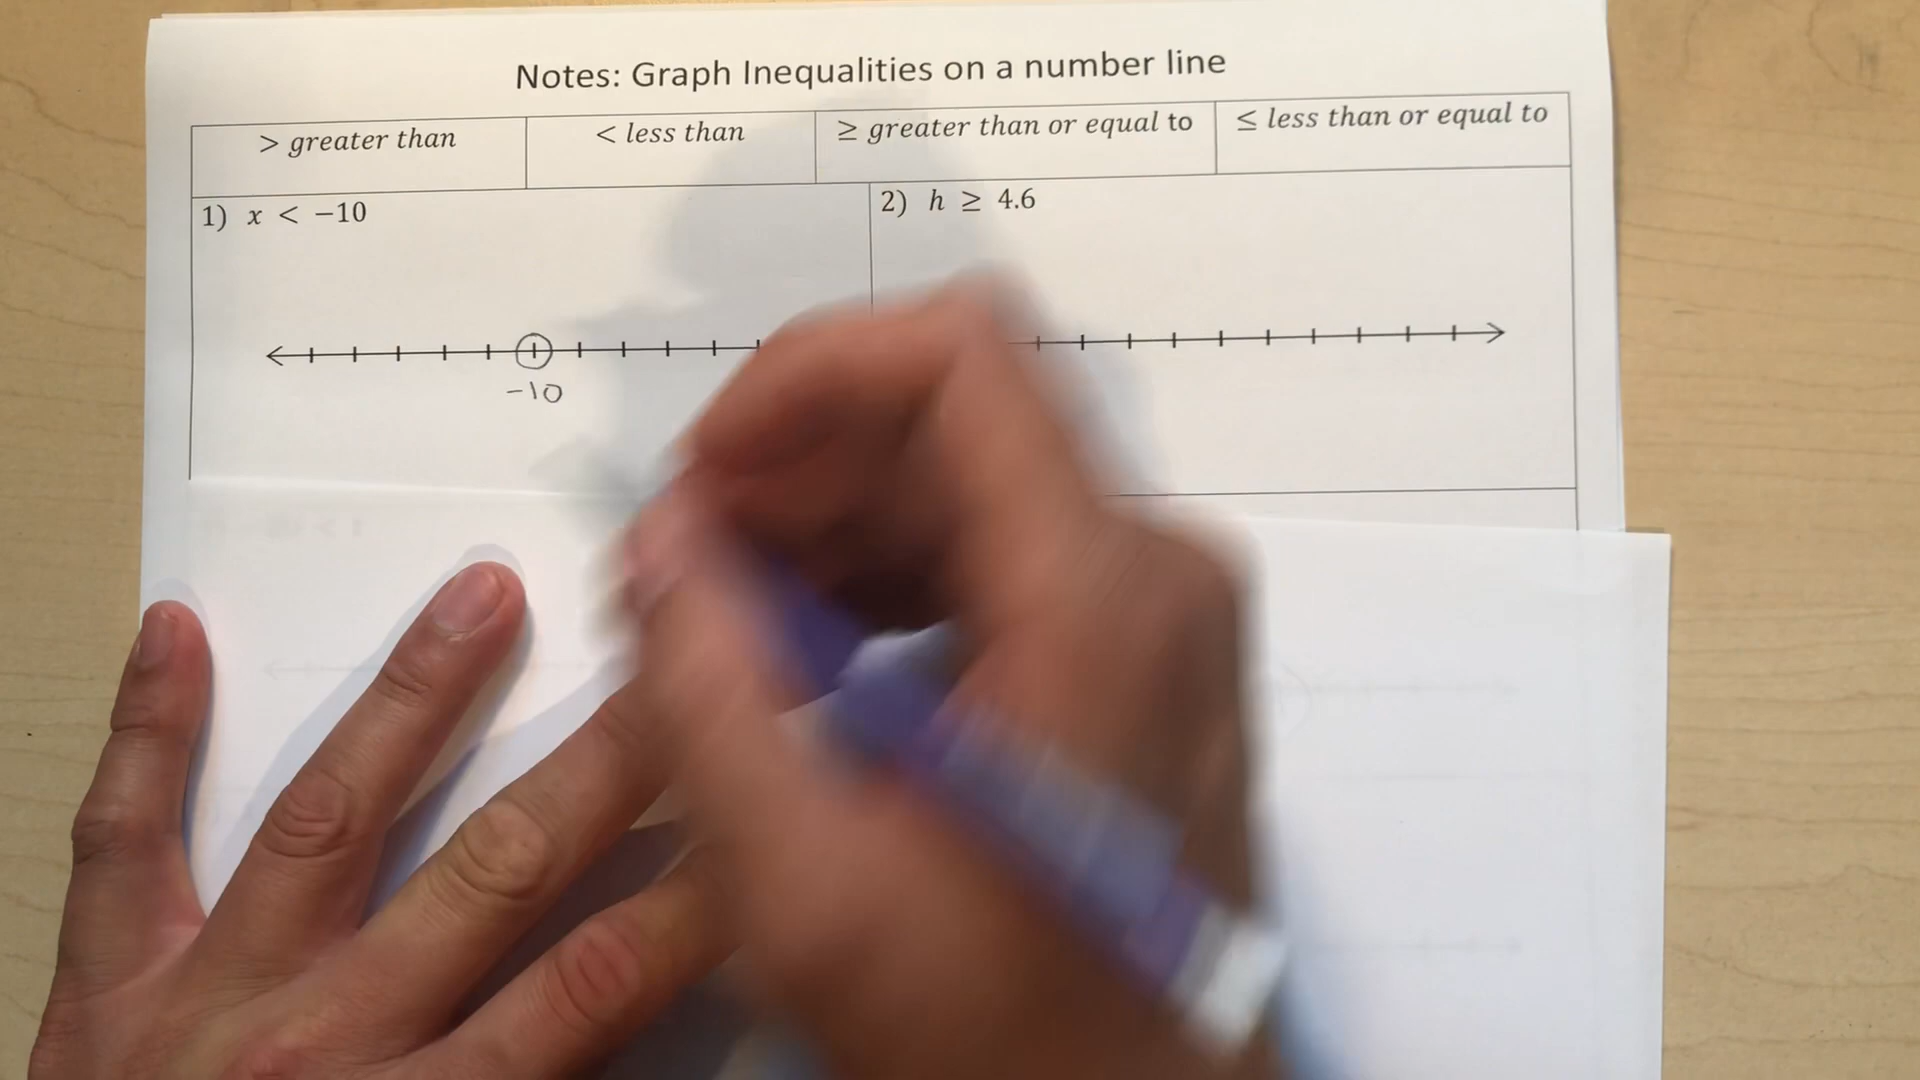 Notes: Graph Inequalities on a number line
> greater than
< less than
≥ greater than or equal to
≤ less than or equal to
1) x < −10
2) h ≥ 4.6
-10